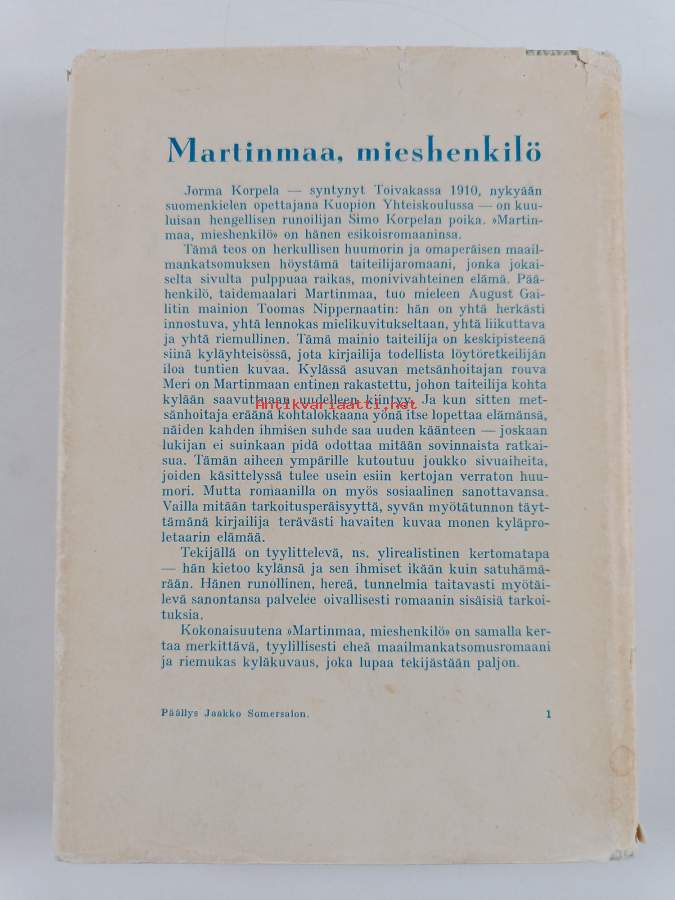 Martinmaa, mieshenkilö
Jorma Korpela — syntynyt Toivakassa 1910, nykyään
suomenkielen opettajana Kuopion Yhteiskoulussa — on kuu-
luisan hengellisen runoilijan Simo Korpelan poika. »Martin-
maa, mieshenkilö» on hänen esikoisromaaninsa.
Tämä teos on herkullisen huumorin ja omaperäisen maail-
mankatsomuksen höystämä taiteilijaromaani, jonka jokai-
selta sivulta pulppuaa raikas, monivivahteinen elämä. Pää-
henkilö, taidemaalari Martinmaa, tuo mieleen August Gai-
litin mainion Toomas Nippernaatin: hän on yhtä herkästi
innostuva, yhtä lennokas mielikuvitukseltaan, yhtä liikuttava
ja yhtä riemullinen. Tämä mainio taiteilija on keskipisteenä
siinä kyläyhteisössä, jota kirjailija todellista löytöretkeilijän
iloa tuntien kuvaa. Kylässä asuvan metsänhoitajan rouva
Meri on Martinmaan entinen rakastettu, johon taiteilija kohta
kylään saavuttuaan uudelleen kiintyy. Ja kun sitten met-
Antikvariaatti.net
sänhoitaja eräänä kohtalokkaana yönä itse lopettaa elämänsä,
näiden kahden ihmisen suhde saa uuden käänteen — joskaan
lukijan ei suinkaan pidä odottaa mitään sovinnaista ratkai-
sua. Tämän aiheen ympärille kutoutuu joukko sivuaiheita,
joiden käsittelyssä tulee usein esiin kertojan verraton huu-
mori. Mutta romaanilla on myös sosiaalinen sanottavansa.
Vailla mitään tarkoitusperäisyyttä, syvän myötätunnon täyt-
tämänä kirjailija terävästi havaiten kuvaa monen kyläpro-
letaarin elämää.
Tekijällä on tyylittelevä, ns. ylirealistinen kertomatapa
— hän kietoo kylänsä ja sen ihmiset ikään kuin satuhämä-
rään. Hänen runollinen, hereä, tunnelmia taitavasti myötäi-
levä sanontansa palvelee oivallisesti romaanin sisäisiä tarkoi-
tuksia.
Kokonaisuutena »Martinmaa, mieshenkilö» on samalla ker-
taa merkittävä, tyylillisesti eheä maailmankatsomusromaani
ja riemukas kyläkuvaus, joka lupaa tekijästään paljon.
Päällys Jaakko Somersalon.
1